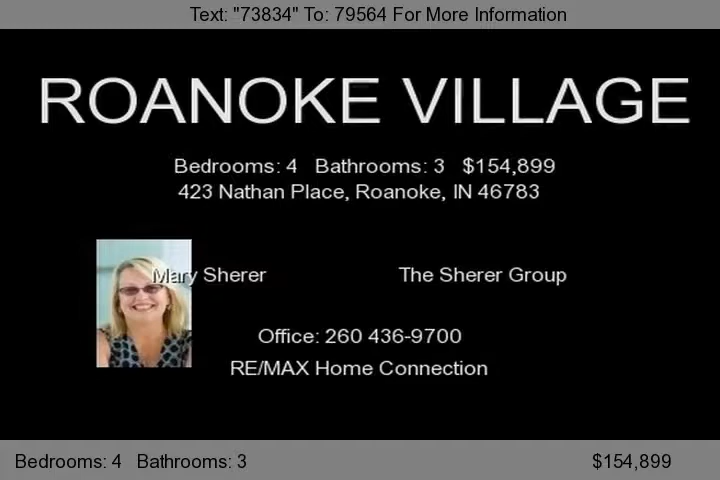 Text: "73834" To: 79564 For More Information
ROANOKE VILLAGE
Bedrooms: 4 Bathrooms: 3 $154,899
423 Nathan Place, Roanoke, IN 46783
Mary Sherer The Sherer Group
Office: 260 436-9700
RE/MAX Home Connection
Bedrooms: 4 Bathrooms: 3 $154,899